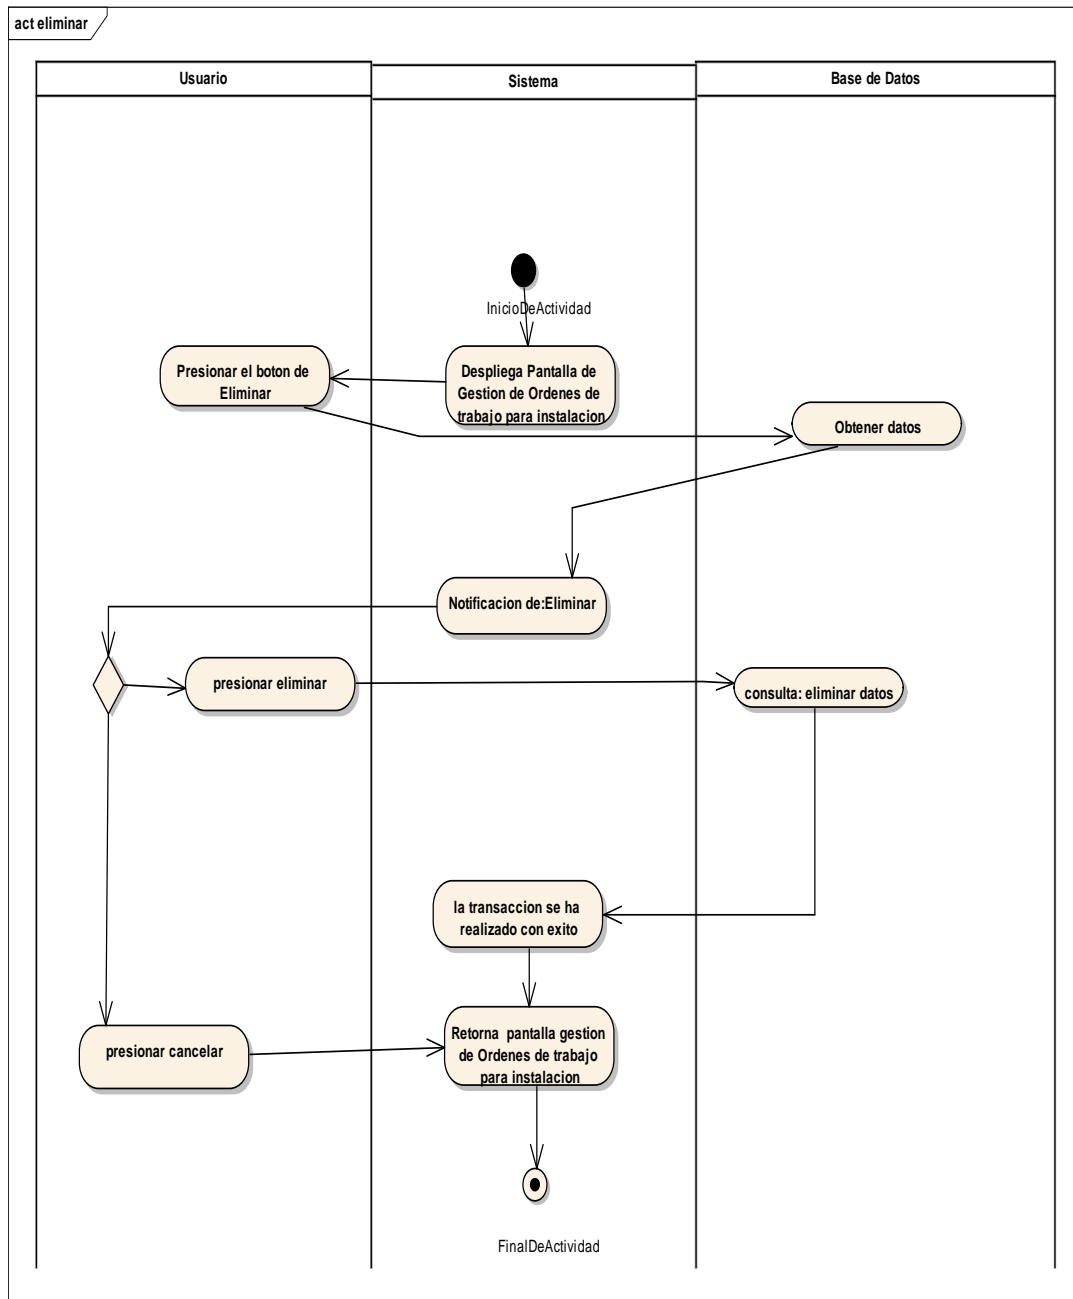 act eliminar
Usuario
Sistema
Base de Datos
InicioDeActividad
Presionar el boton de
Eliminar
Despliega Pantalla de
Gestion de Ordenes de
trabajo para instalacion
Obtener datos
Notificacion de:Eliminar
presionar eliminar
consulta: eliminar datos
la transaccion se ha
realizado con exito
presionar cancelar
Retorna pantalla gestion
de Ordenes de trabajo
para instalacion
FinalDeActividad